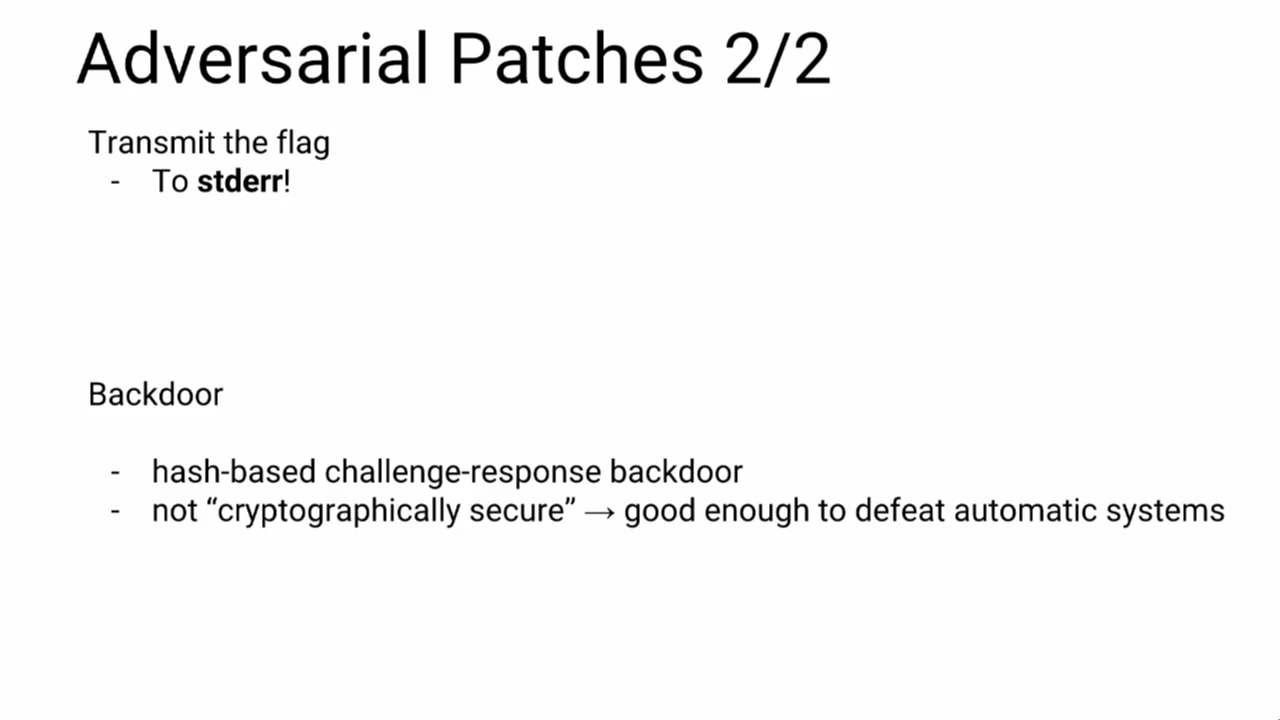 Adversarial Patches 2/2
Transmit the flag
- To stderr!
Backdoor
- hash-based challenge-response backdoor
- not “cryptographically secure” → good enough to defeat automatic systems